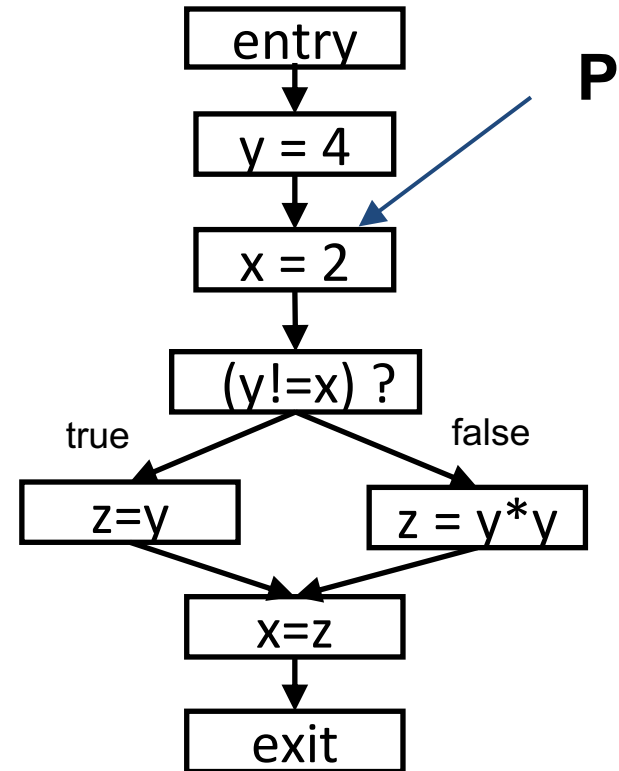 entry
P
y = 4
x = 2
(y!=x) ?
true
false
z=y
z = y*y
x=z
exit